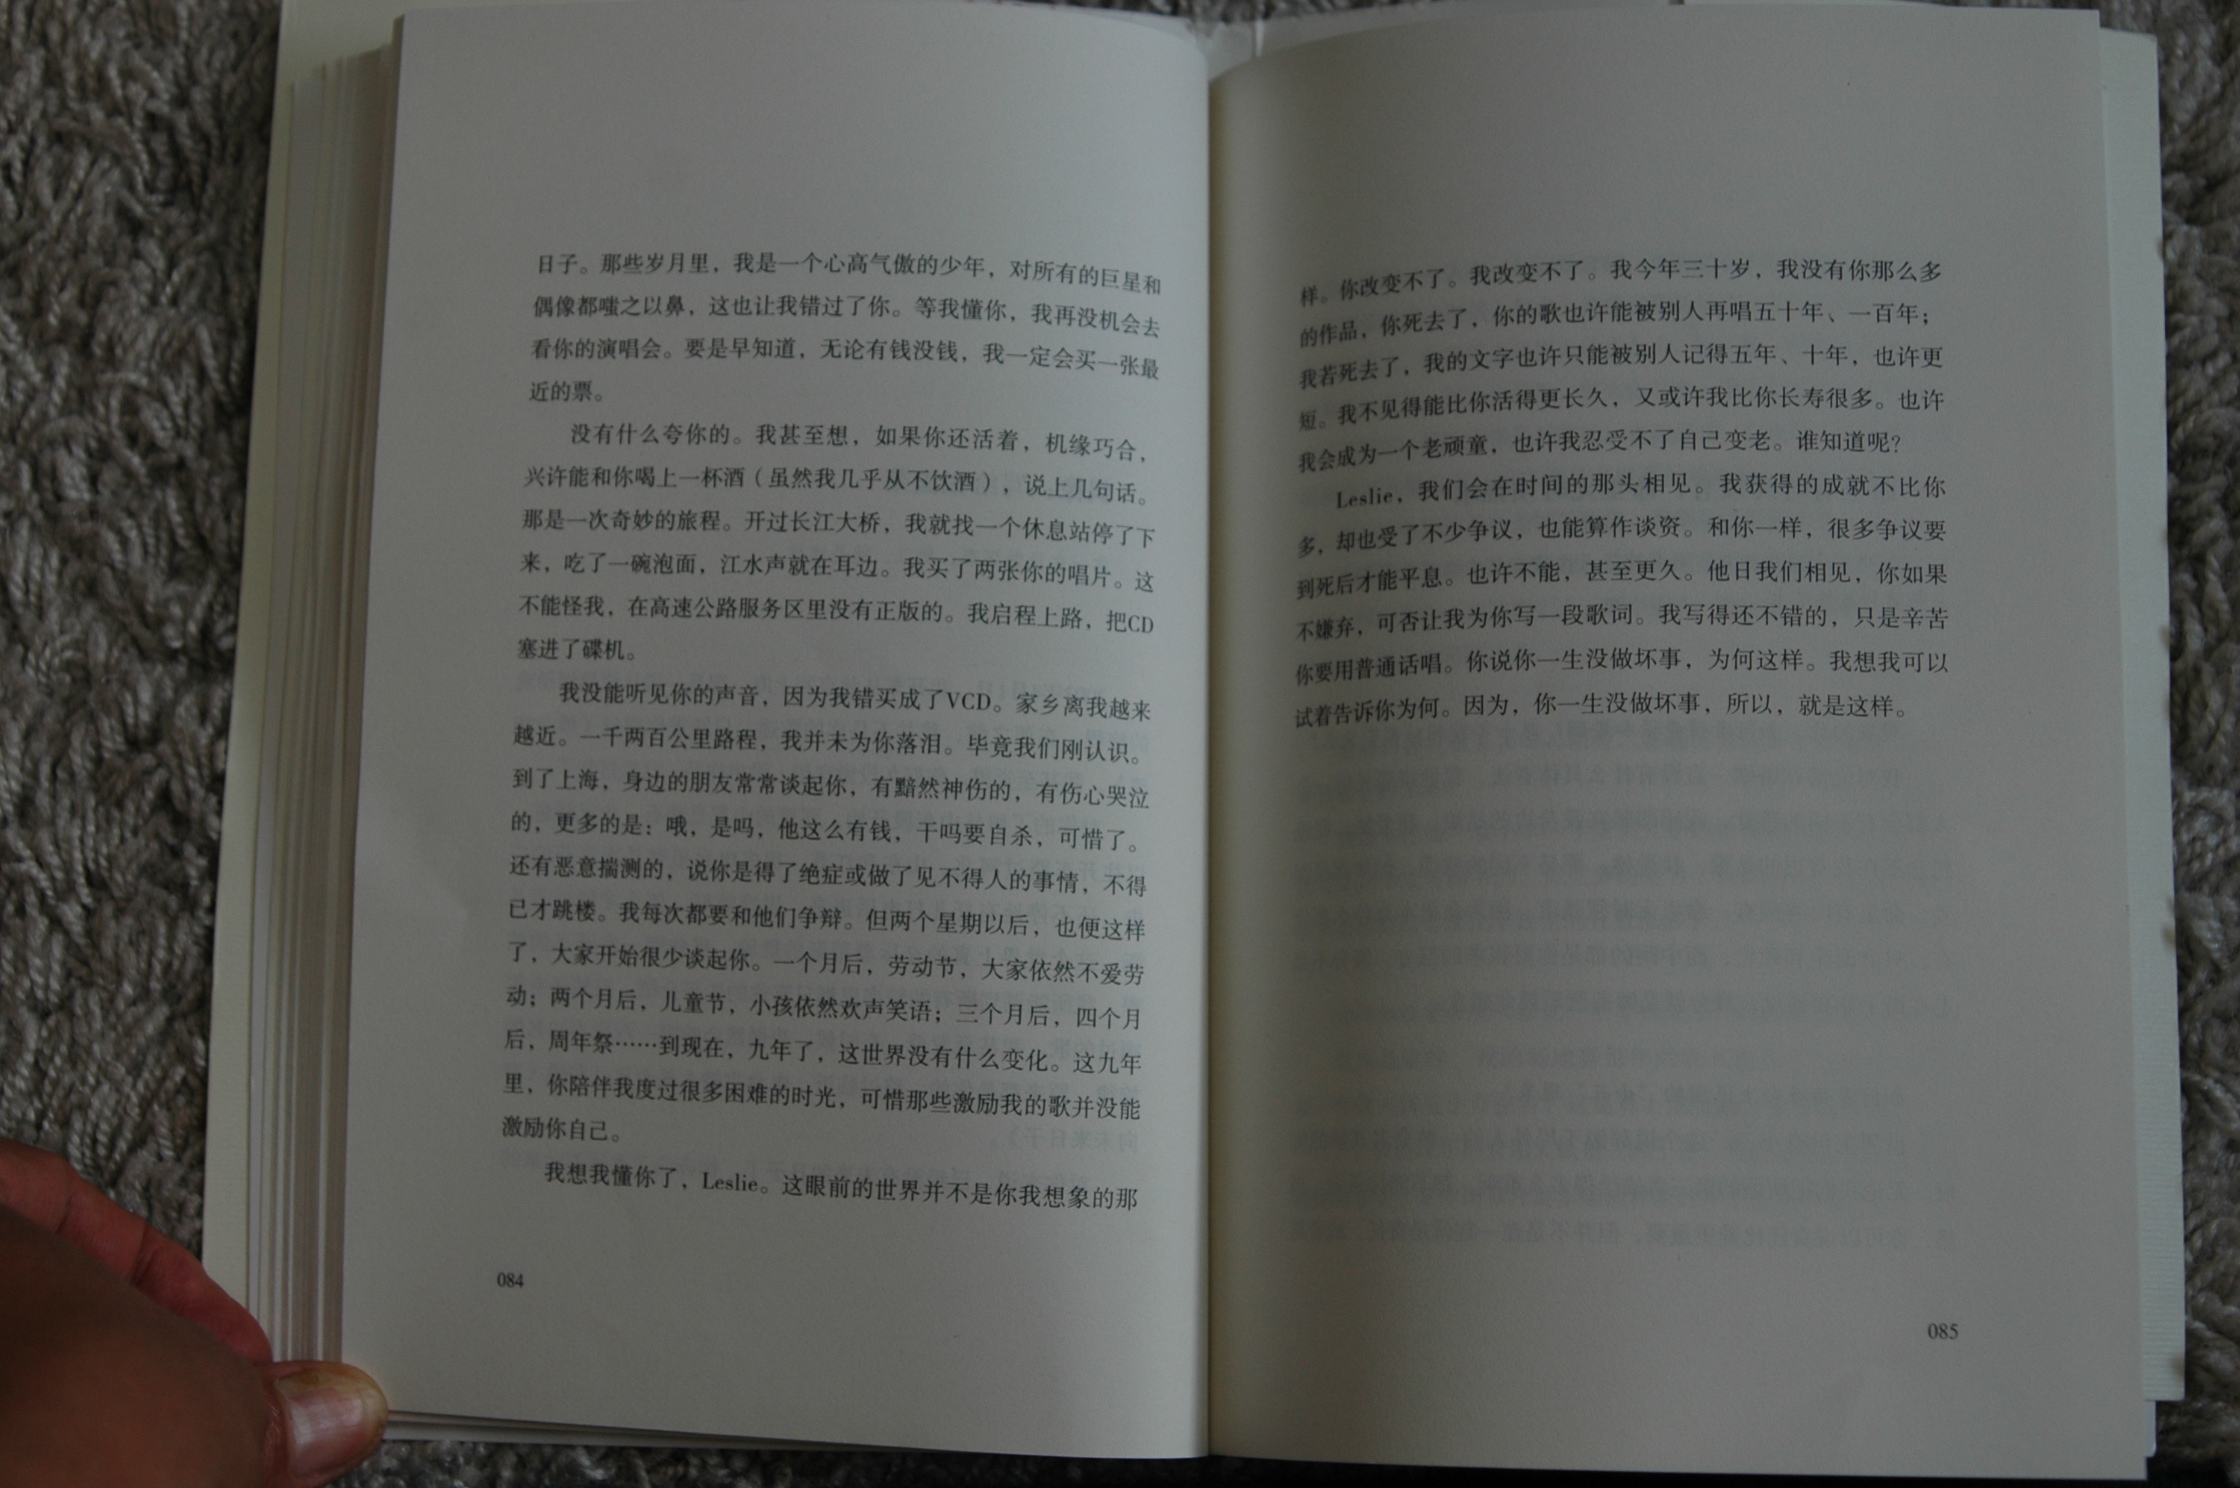 日子。那些岁月里，我是一个心高气傲的少年，对所有的巨星和
偶像都嗤之以鼻，这也让我错过了你。等我懂你，我再没机会去
看你的演唱会。要是早知道，无论有钱没钱，我一定会买一张最
近的票。
没有什么夸你的。我甚至想，如果你还活着，机缘巧合，
兴许能和你喝上一杯酒（虽然我几乎从不饮酒），说上几句话。
那是一次奇妙的旅程。开过长江大桥，我就找一个休息站停了下
来，吃了一碗泡面，江水声就在耳边。我买了两张你的唱片。这
不能怪我，在高速公路服务区里没有正版的。我启程上路，把CD
塞进了碟机。
我没能听见你的声音，因为我错买成了VCD。家乡离我越来
越近。一千两百公里路程，我并未为你落泪。毕竟我们刚认识。
到了上海，身边的朋友常常谈起你，有黯然神伤的，有伤心哭泣
的，更多的是：哦，是吗，他这么有钱，干吗要自杀，可惜了。
还有恶意揣测的，说你是得了绝症或做了见不得人的事情，不得
已才跳楼。我每次都要和他们争辩。但两个星期以后，也便这样
了，大家开始很少谈起你。一个月后，劳动节，大家依然不爱劳
动；两个月后，儿童节，小孩依然欢声笑语；三个月后，四个月
后，周年祭……到现在，九年了，这世界没有什么变化。这九年
里，你陪伴我度过很多困难的时光，可惜那些激励我的歌并没能
激励你自己。
我想我懂你了，Leslie。这眼前的世界并不是你我想象的那
084
样。你改变不了。我改变不了。我今年三十岁，我没有你那么多
的作品，你死去了，你的歌也许能被别人再唱五十年、一百年；
我若死去了，我的文字也许只能被别人记得五年、十年，也许更
短。我不见得能比你活得更长久，又或许我比你长寿很多。也许
我会成为一个老顽童，也许我忍受不了自己变老。谁知道呢？
Leslie，我们会在时间的那头相见。我获得的成就不比你
多，却也受了不少争议，也能算作谈资。和你一样，很多争议要
到死后才能平息。也许不能，甚至更久。他日我们相见，你如果
不嫌弃，可否让我为你写一段歌词。我写得还不错的，只是辛苦
你要用普通话唱。你说你一生没做坏事，为何这样。我想我可以
试着告诉你为何。因为，你一生没做坏事，所以，就是这样。
085